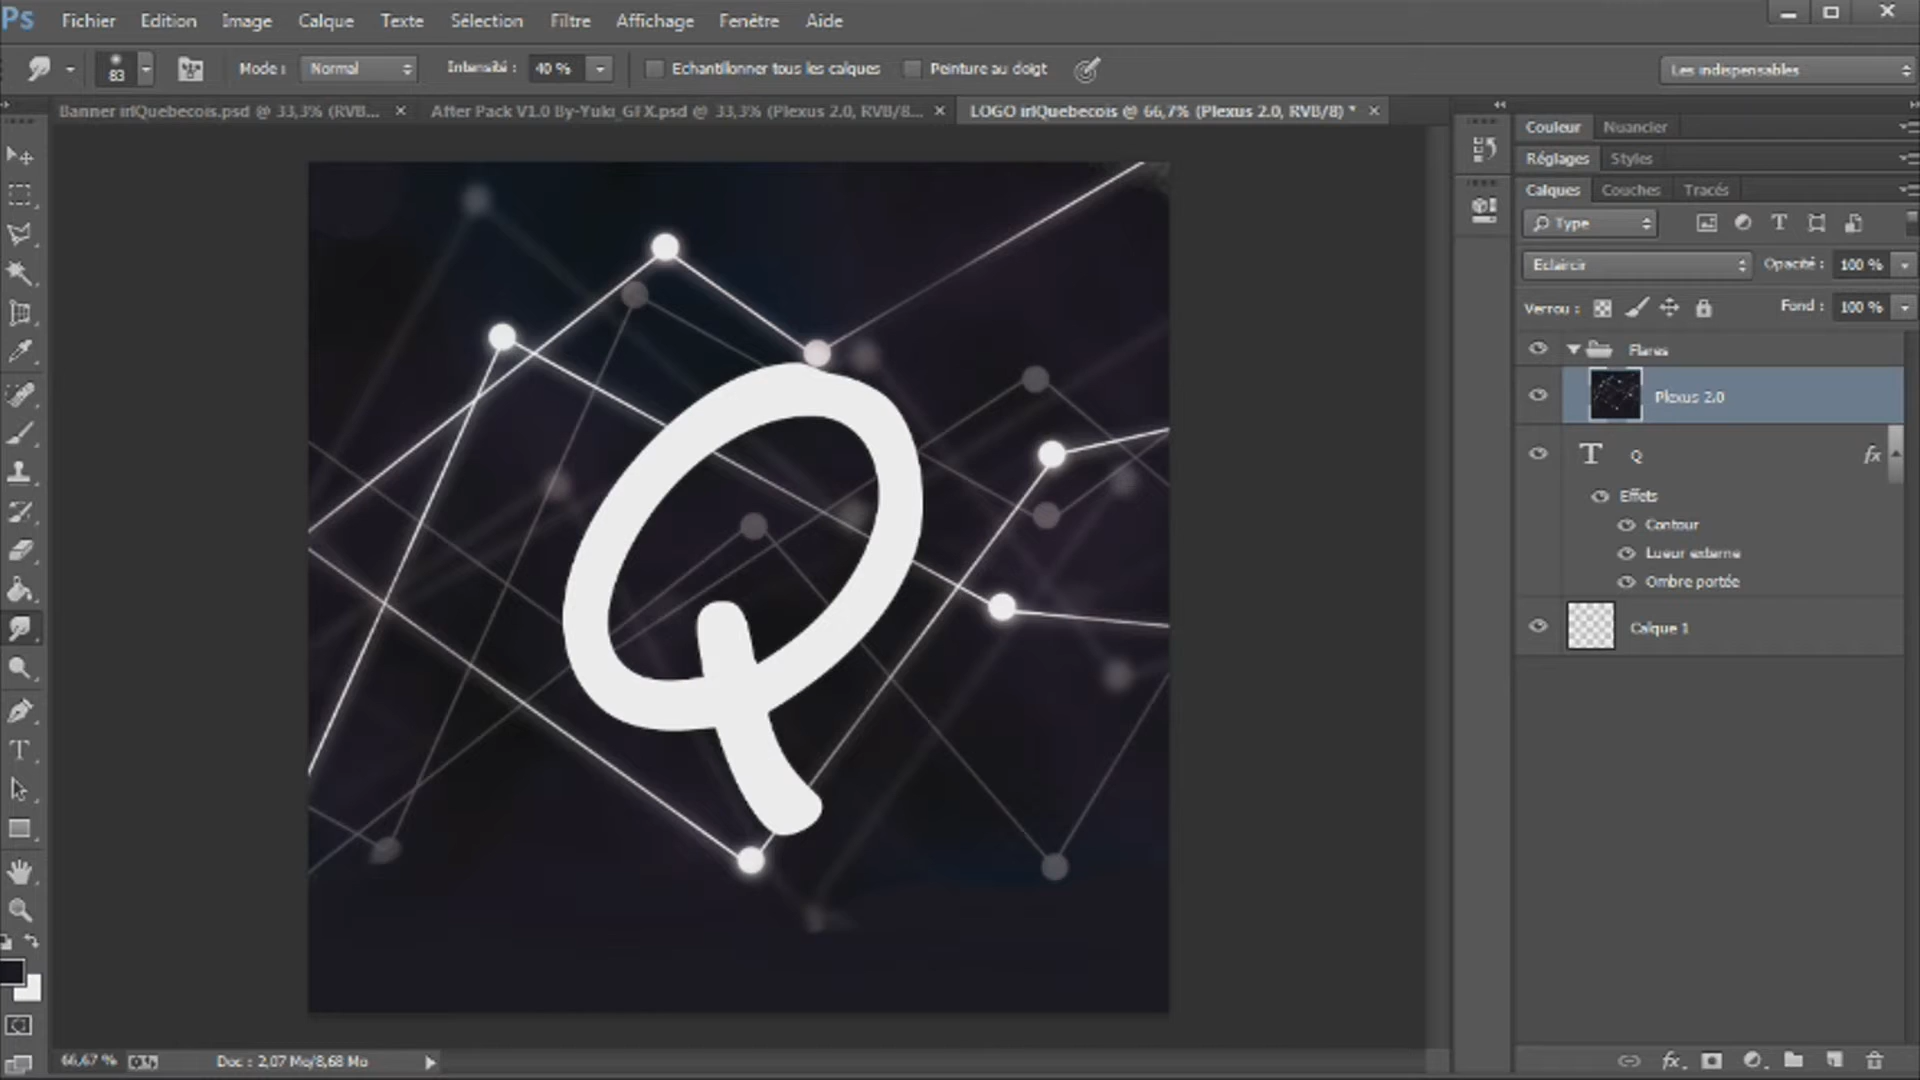 Ps Fichier Edition Image Calque Texte Sélection Filtre Affichage Fenêtre Aide
83 Mode : Normal Intensité : 40 % Echantillonner tous les calques Peinture au doigt Les indispensables
Banner irlQuebecois.psd @ 33,3% (RVB... × After Pack V1.0 By-Yuki_GFX.psd @ 33,3% (Plexus 2.0, RVB/8... × LOGO irlQuebecois @ 66,7% (Plexus 2.0, RVB/8) * ×
Couleur Nuancier
Réglages Styles
Calques Couches Tracés
Type
Eclaircir Opacité : 100 %
Verrou : Fond : 100 %
Flares
Plexus 2.0
T Q fx
Effets
Contour
Lueur externe
Ombre portée
Calque 1
Q
66,67 % Doc : 2,07 Mo/8,68 Mo
fx